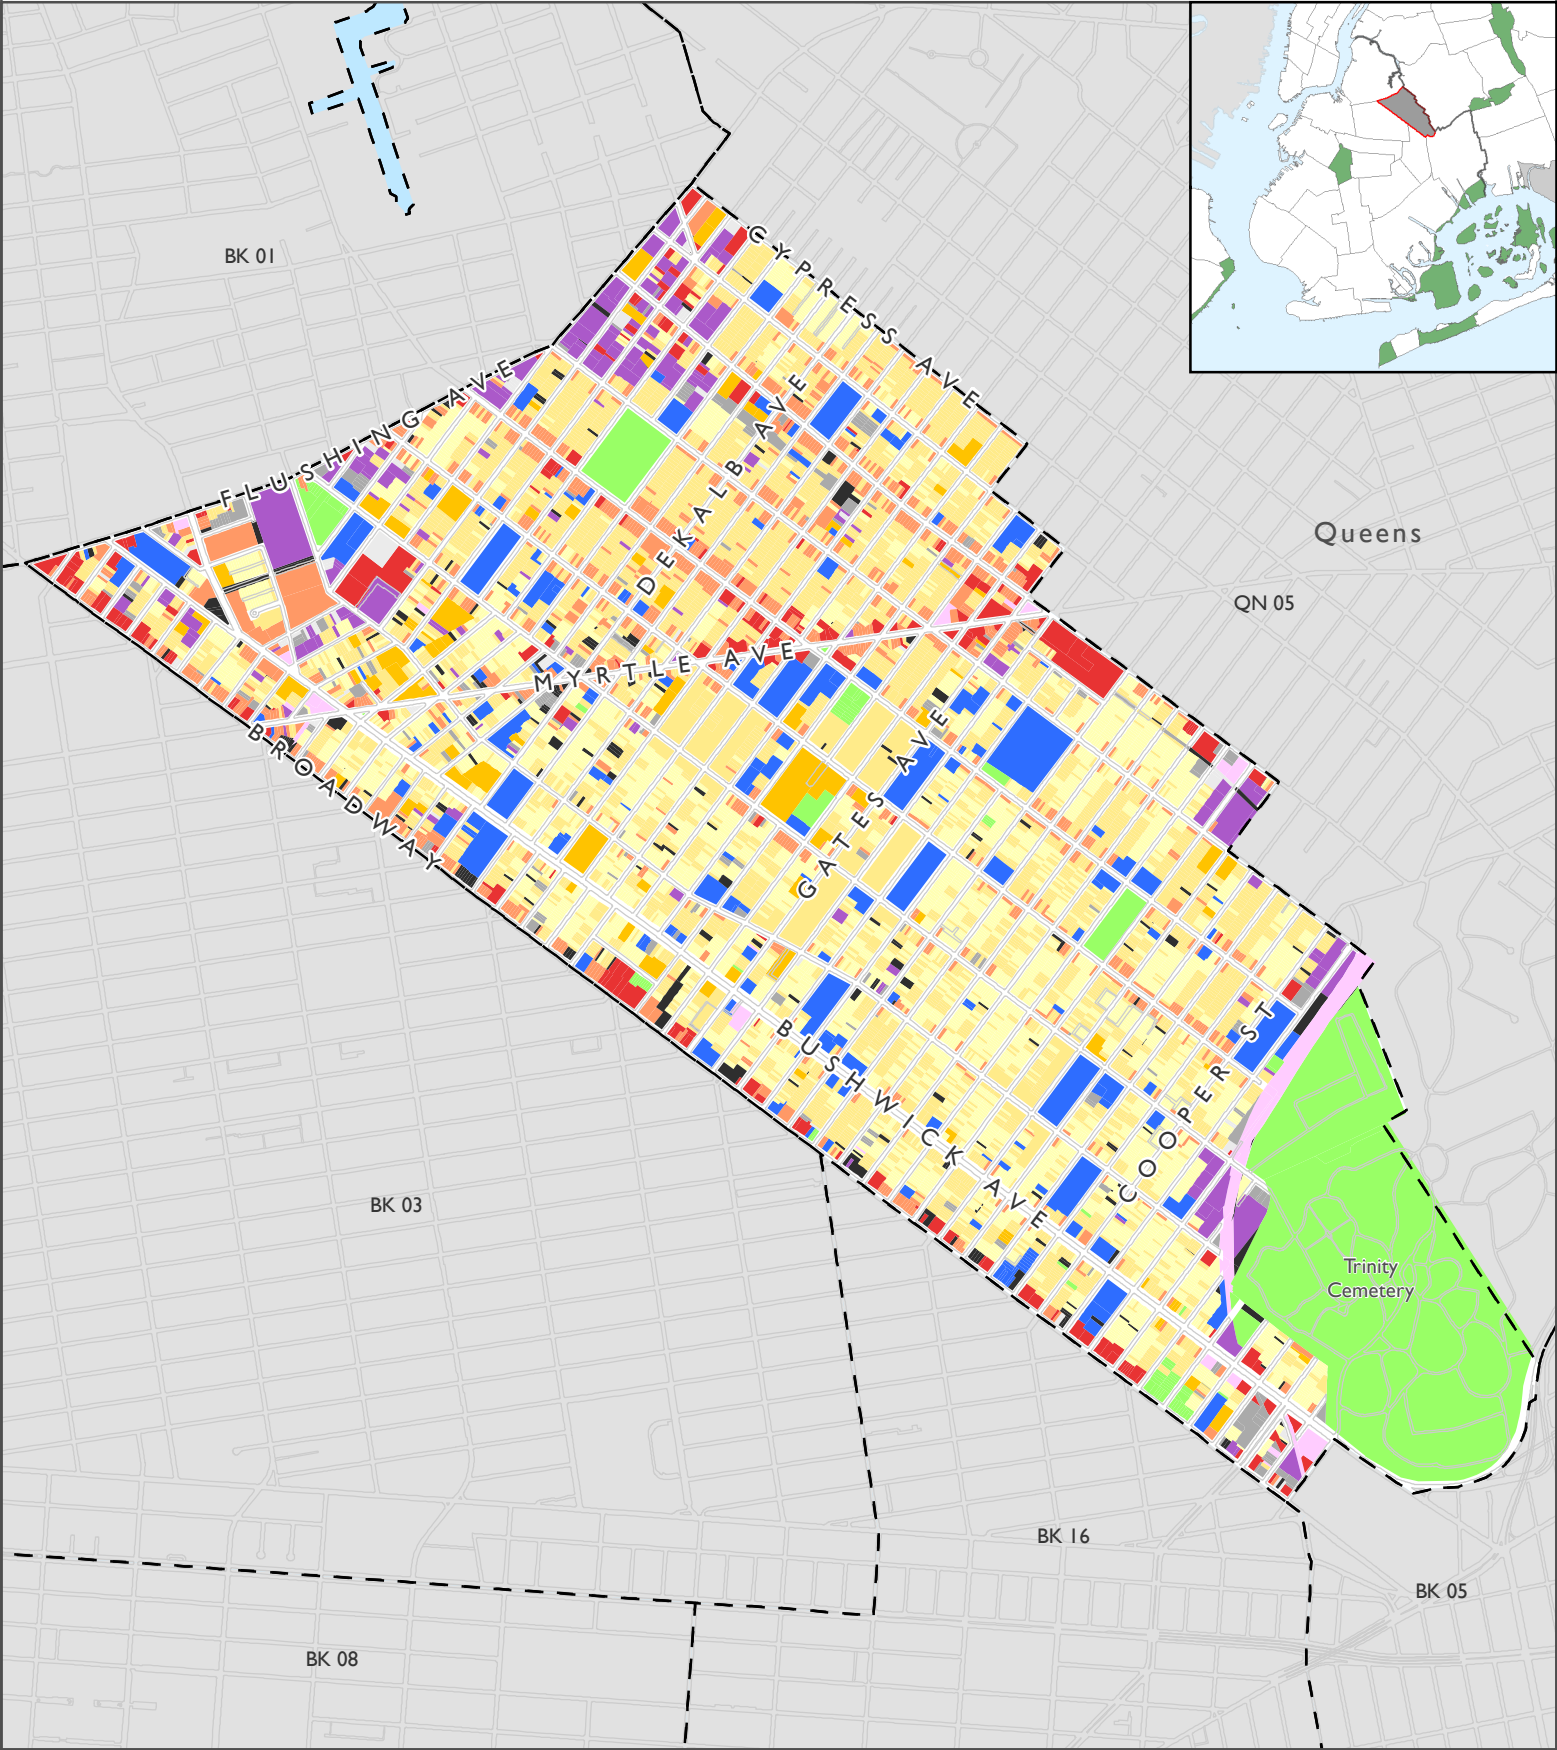 BK 01
CYPRESS AVE
FLUSHING AVE
DEKALB AVE
Queens
QN 05
MYRTLE AVE
BROADWAY
GATES AVE
BUSHWICK AVE
COOPER ST
BK 03
Trinity
Cemetery
BK 16
BK 05
BK 08